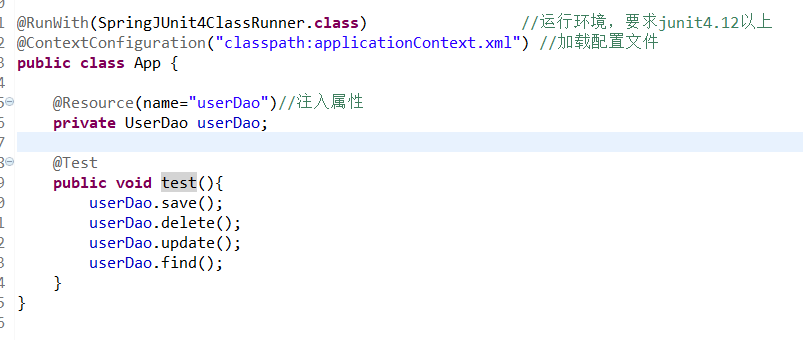 @RunWith(SpringJUnit4ClassRunner.class) //运行环境，要求junit4.12以上
@ContextConfiguration("classpath:applicationContext.xml") //加载配置文件
public class App {
@Resource(name="userDao")//注入属性
private UserDao userDao;
@Test
public void test(){
userDao.save();
userDao.delete();
userDao.update();
userDao.find();
}
}